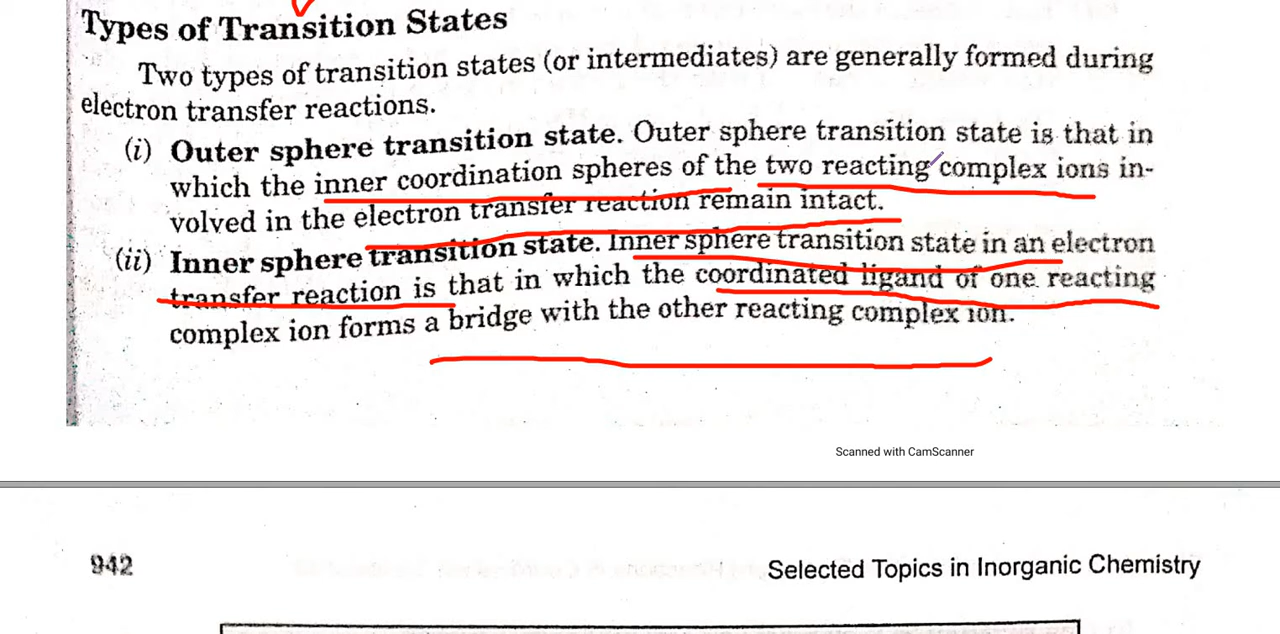 Types of Transition States
Two types of transition states (or intermediates) are generally formed during
electron transfer reactions.
(i) Outer sphere transition state. Outer sphere transition state is that in
which the inner coordination spheres of the two reacting complex ions in-
volved in the electron transfer reaction remain intact.
(ii) Inner sphere transition state. Inner sphere transition state in an electron
transfer reaction is that in which the coordinated ligand of one reacting
complex ion forms a bridge with the other reacting complex ion.
Scanned with CamScanner
942
Selected Topics in Inorganic Chemistry